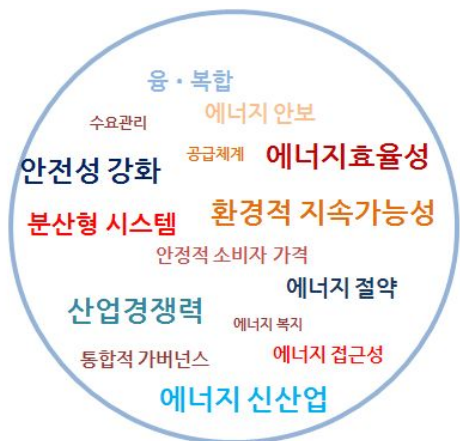 융·복합
에너지 안보
수요관리
공급체계
에너지효율성
안전성 강화
환경적 지속가능성
분산형 시스템
안정적 소비자 가격
에너지 절약
산업경쟁력
에너지 복지
통합적 가버넌스
에너지 접근성
에너지 신산업